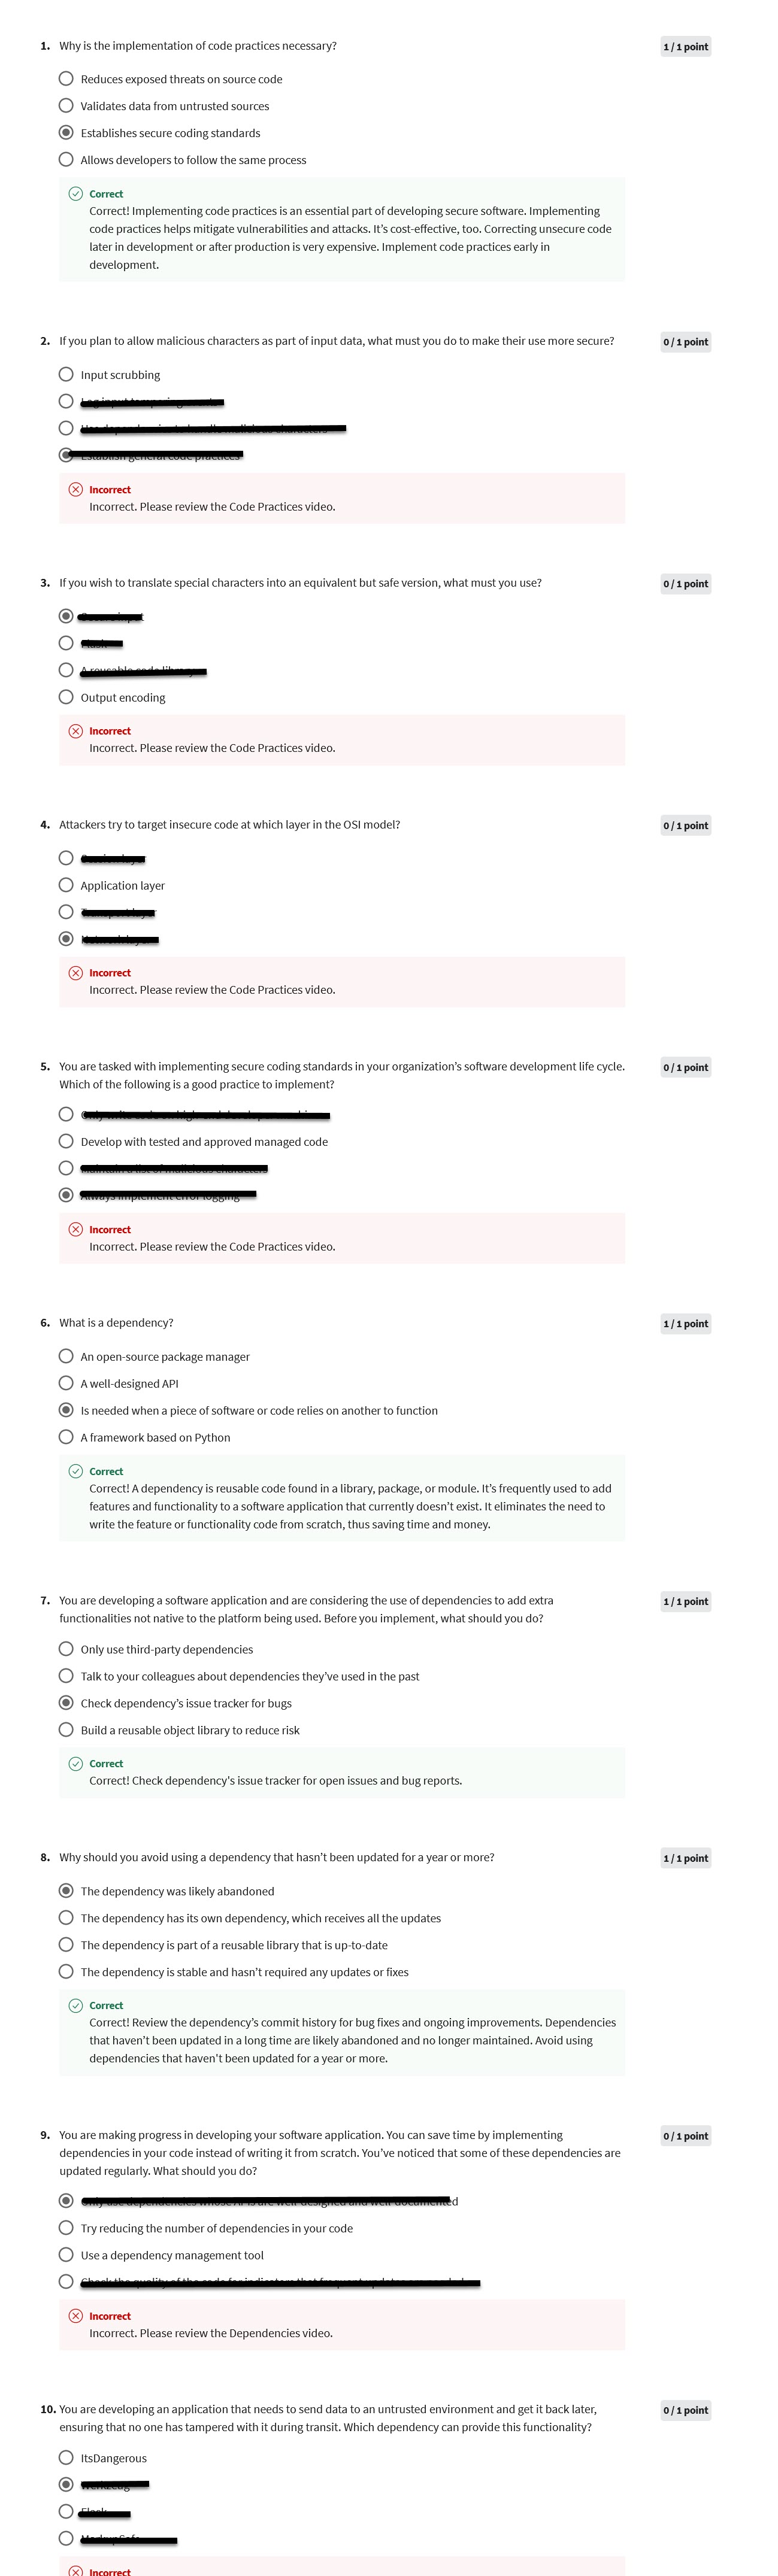 1. Why is the implementation of code practices necessary? 1 / 1 point
Reduces exposed threats on source code
Validates data from untrusted sources
Establishes secure coding standards
Allows developers to follow the same process
Correct
Correct! Implementing code practices is an essential part of developing secure software. Implementing
code practices helps mitigate vulnerabilities and attacks. It’s cost-effective, too. Correcting unsecure code
later in development or after production is very expensive. Implement code practices early in
development.
2. If you plan to allow malicious characters as part of input data, what must you do to make their use more secure? 0 / 1 point
Input scrubbing
Establish general code practices
Incorrect
Incorrect. Please review the Code Practices video.
3. If you wish to translate special characters into an equivalent but safe version, what must you use? 0 / 1 point
A reusable code library
Output encoding
Incorrect
Incorrect. Please review the Code Practices video.
4. Attackers try to target insecure code at which layer in the OSI model? 0 / 1 point
Application layer
Incorrect
Incorrect. Please review the Code Practices video.
5. You are tasked with implementing secure coding standards in your organization’s software development life cycle. 0 / 1 point
Which of the following is a good practice to implement?
Develop with tested and approved managed code
Always implement error logging
Incorrect
Incorrect. Please review the Code Practices video.
6. What is a dependency? 1 / 1 point
An open-source package manager
A well-designed API
Is needed when a piece of software or code relies on another to function
A framework based on Python
Correct
Correct! A dependency is reusable code found in a library, package, or module. It’s frequently used to add
features and functionality to a software application that currently doesn’t exist. It eliminates the need to
write the feature or functionality code from scratch, thus saving time and money.
7. You are developing a software application and are considering the use of dependencies to add extra 1 / 1 point
functionalities not native to the platform being used. Before you implement, what should you do?
Only use third-party dependencies
Talk to your colleagues about dependencies they’ve used in the past
Check dependency’s issue tracker for bugs
Build a reusable object library to reduce risk
Correct
Correct! Check dependency's issue tracker for open issues and bug reports.
8. Why should you avoid using a dependency that hasn’t been updated for a year or more? 1 / 1 point
The dependency was likely abandoned
The dependency has its own dependency, which receives all the updates
The dependency is part of a reusable library that is up-to-date
The dependency is stable and hasn’t required any updates or fixes
Correct
Correct! Review the dependency’s commit history for bug fixes and ongoing improvements. Dependencies
that haven’t been updated in a long time are likely abandoned and no longer maintained. Avoid using
dependencies that haven't been updated for a year or more.
9. You are making progress in developing your software application. You can save time by implementing 0 / 1 point
dependencies in your code instead of writing it from scratch. You’ve noticed that some of these dependencies are
updated regularly. What should you do?
Try reducing the number of dependencies in your code
Use a dependency management tool
Incorrect
Incorrect. Please review the Dependencies video.
10. You are developing an application that needs to send data to an untrusted environment and get it back later, 0 / 1 point
ensuring that no one has tampered with it during transit. Which dependency can provide this functionality?
ItsDangerous
Incorrect